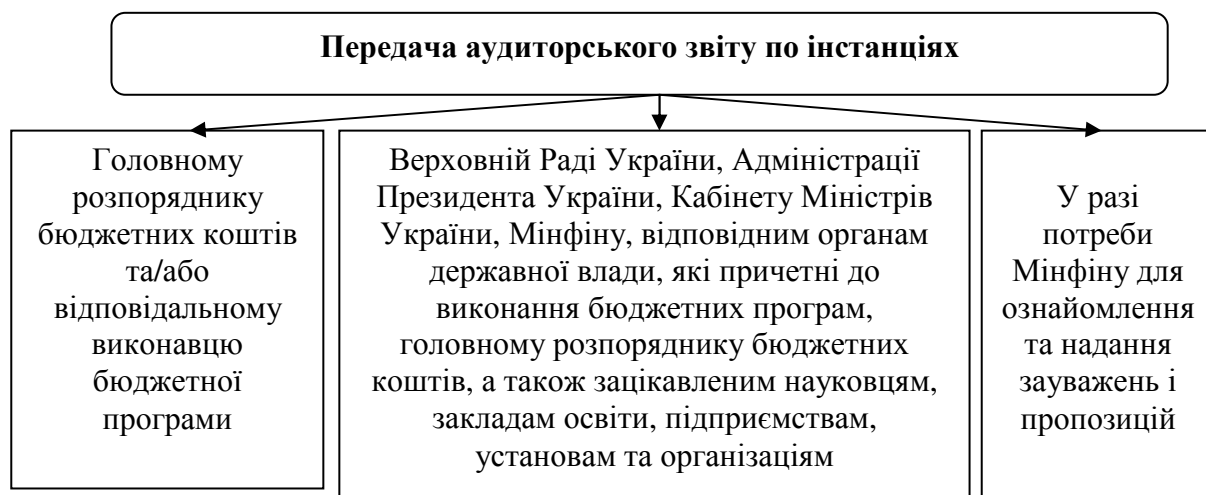 Передача аудиторського звіту по інстанціях
Головному
розпоряднику
бюджетних коштів
та/або
відповідальному
виконавцю
бюджетної
програми
Верховній Раді України, Адміністрації
Президента України, Кабінету Міністрів
України, Мінфіну, відповідним органам
державної влади, які причетні до
виконання бюджетних програм,
головному розпоряднику бюджетних
коштів, а також зацікавленим науковцям,
закладам освіти, підприємствам,
установам та організаціям
У разі
потреби
Мінфіну для
ознайомлення
та надання
зауважень і
пропозицій